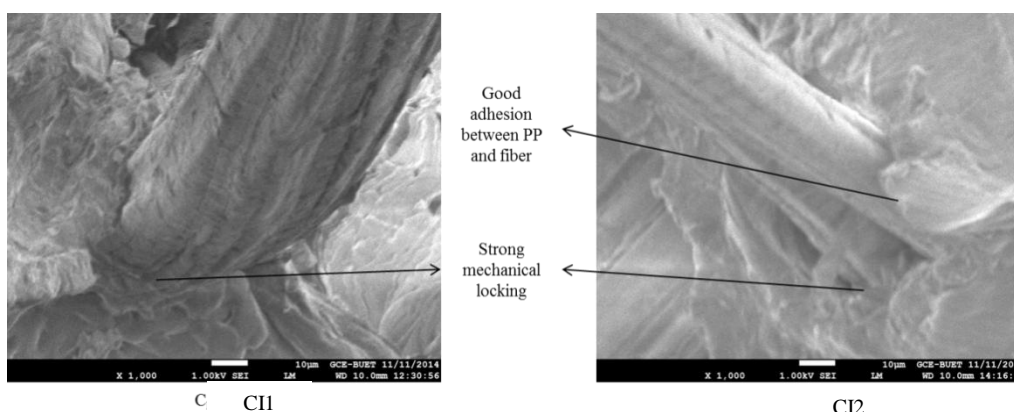 Good
adhesion
between PP
and fiber
Strong
mechanical
locking
10µm GCE-BUET 11/11/2014
X 1,000 1.00kV SEI LM WD 10.0mm 12:30:56
10µm GCE-BUET 11/11/20
X 1,000 1.00kV SEI LM WD 10.0mm 14:16:
C CI1
CI2